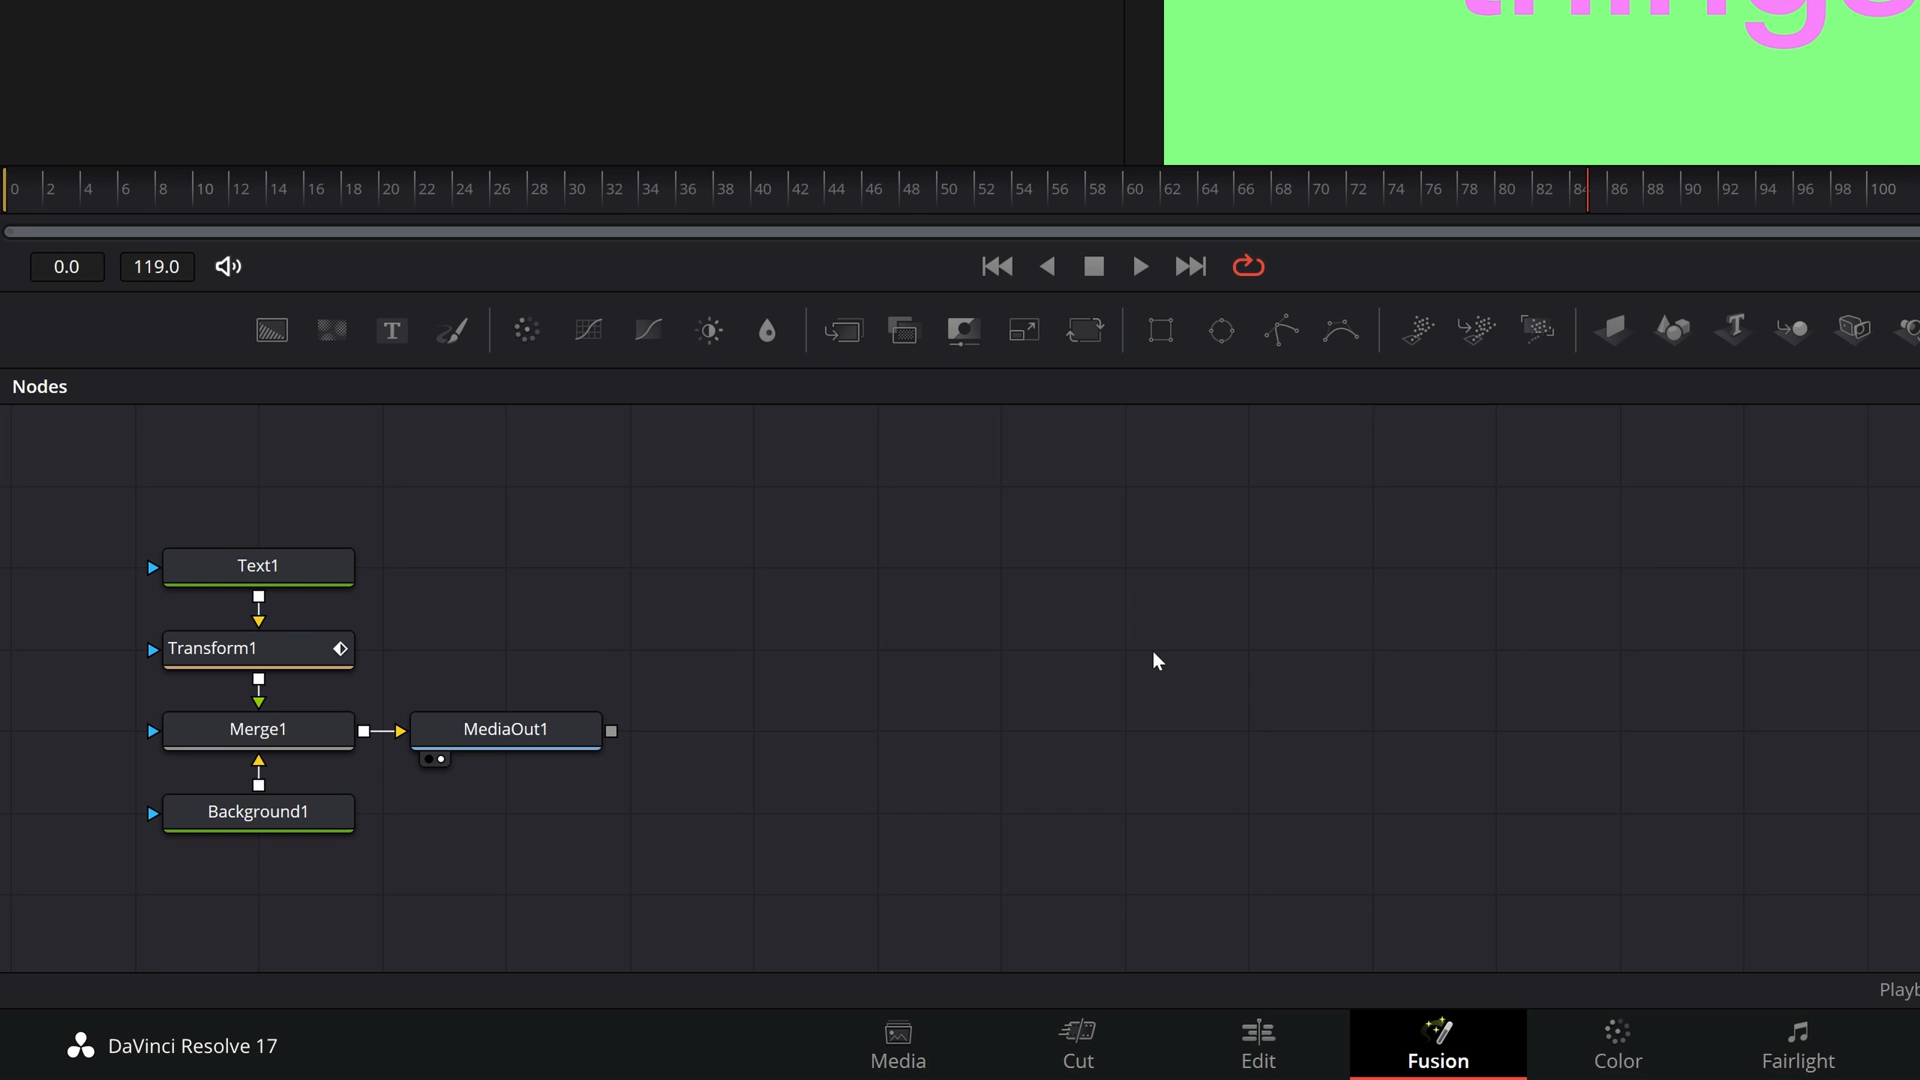 0 2 4 6 8 10 12 14 16 18 20 22 24 26 28 30 32 34 36 38 40 42 44 46 48 50 52 54 56 58 60 62 64 66 68 70 72 74 76 78 80 82 84 86 88 90 92 94 96 98 100
0.0 119.0
T
Nodes
Text1
Transform1
Merge1 MediaOut1
Background1
DaVinci Resolve 17
Media Cut Edit Fusion Color Fairlight